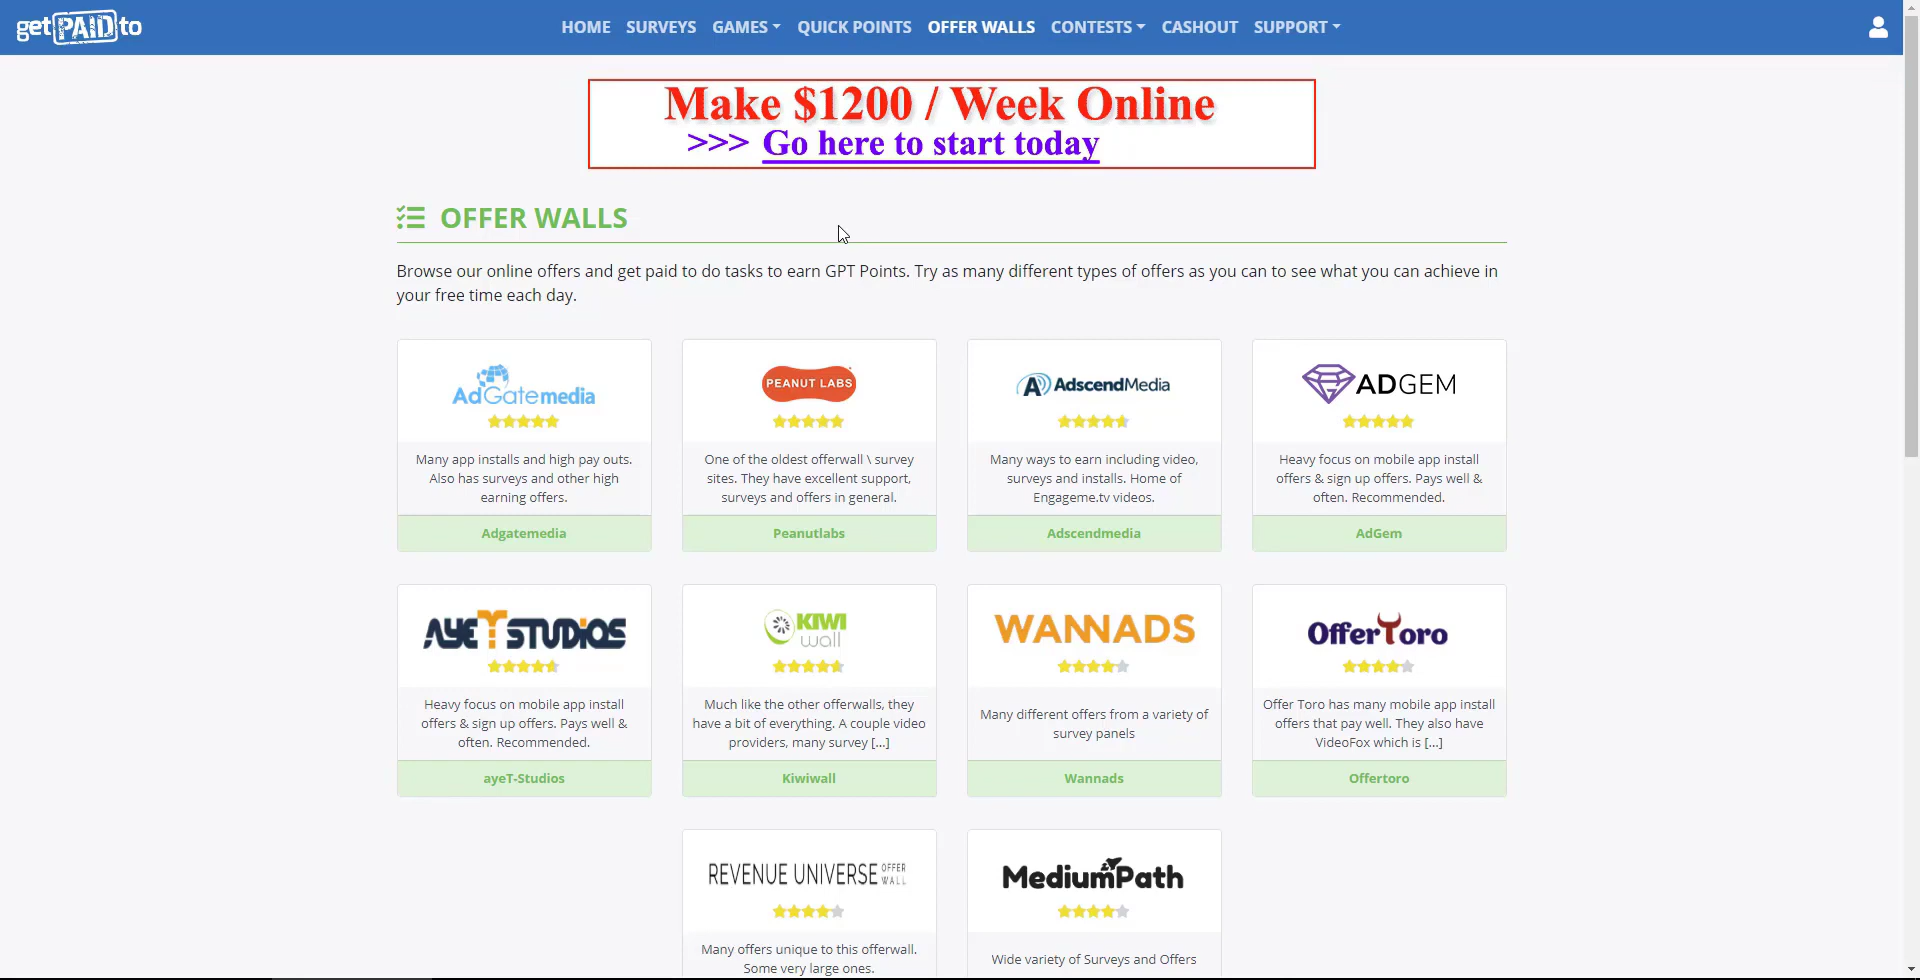 getPAIDto
HOME SURVEYS GAMES QUICK POINTS OFFER WALLS CONTESTS CASHOUT SUPPORT
Make $1200 / Week Online
>>> Go here to start today
OFFER WALLS
Browse our online offers and get paid to do tasks to earn GPT Points. Try as many different types of offers as you can to see what you can achieve in
your free time each day.
AdGatemedia
Many app installs and high pay outs.
Also has surveys and other high
earning offers.
Adgatemedia
PEANUT LABS
One of the oldest offerwall \ survey
sites. They have excellent support,
surveys and offers in general.
Peanutlabs
AdscendMedia
Many ways to earn including video,
surveys and installs. Home of
Engageme.tv videos.
Adscendmedia
ADGEM
Heavy focus on mobile app install
offers & sign up offers. Pays well &
often. Recommended.
AdGem
AYET STUDIOS
Heavy focus on mobile app install
offers & sign up offers. Pays well &
often. Recommended.
ayeT-Studios
KIWI
wall
Much like the other offerwalls, they
have a bit of everything. A couple video
providers, many survey [...]
Kiwiwall
WANNADS
Many different offers from a variety of
survey panels
Wannads
OfferToro
Offer Toro has many mobile app install
offers that pay well. They also have
VideoFox which is [...]
Offertoro
REVENUE UNIVERSE OFFER WALL
Many offers unique to this offerwall.
Some very large ones.
MediumPath
Wide variety of Surveys and Offers